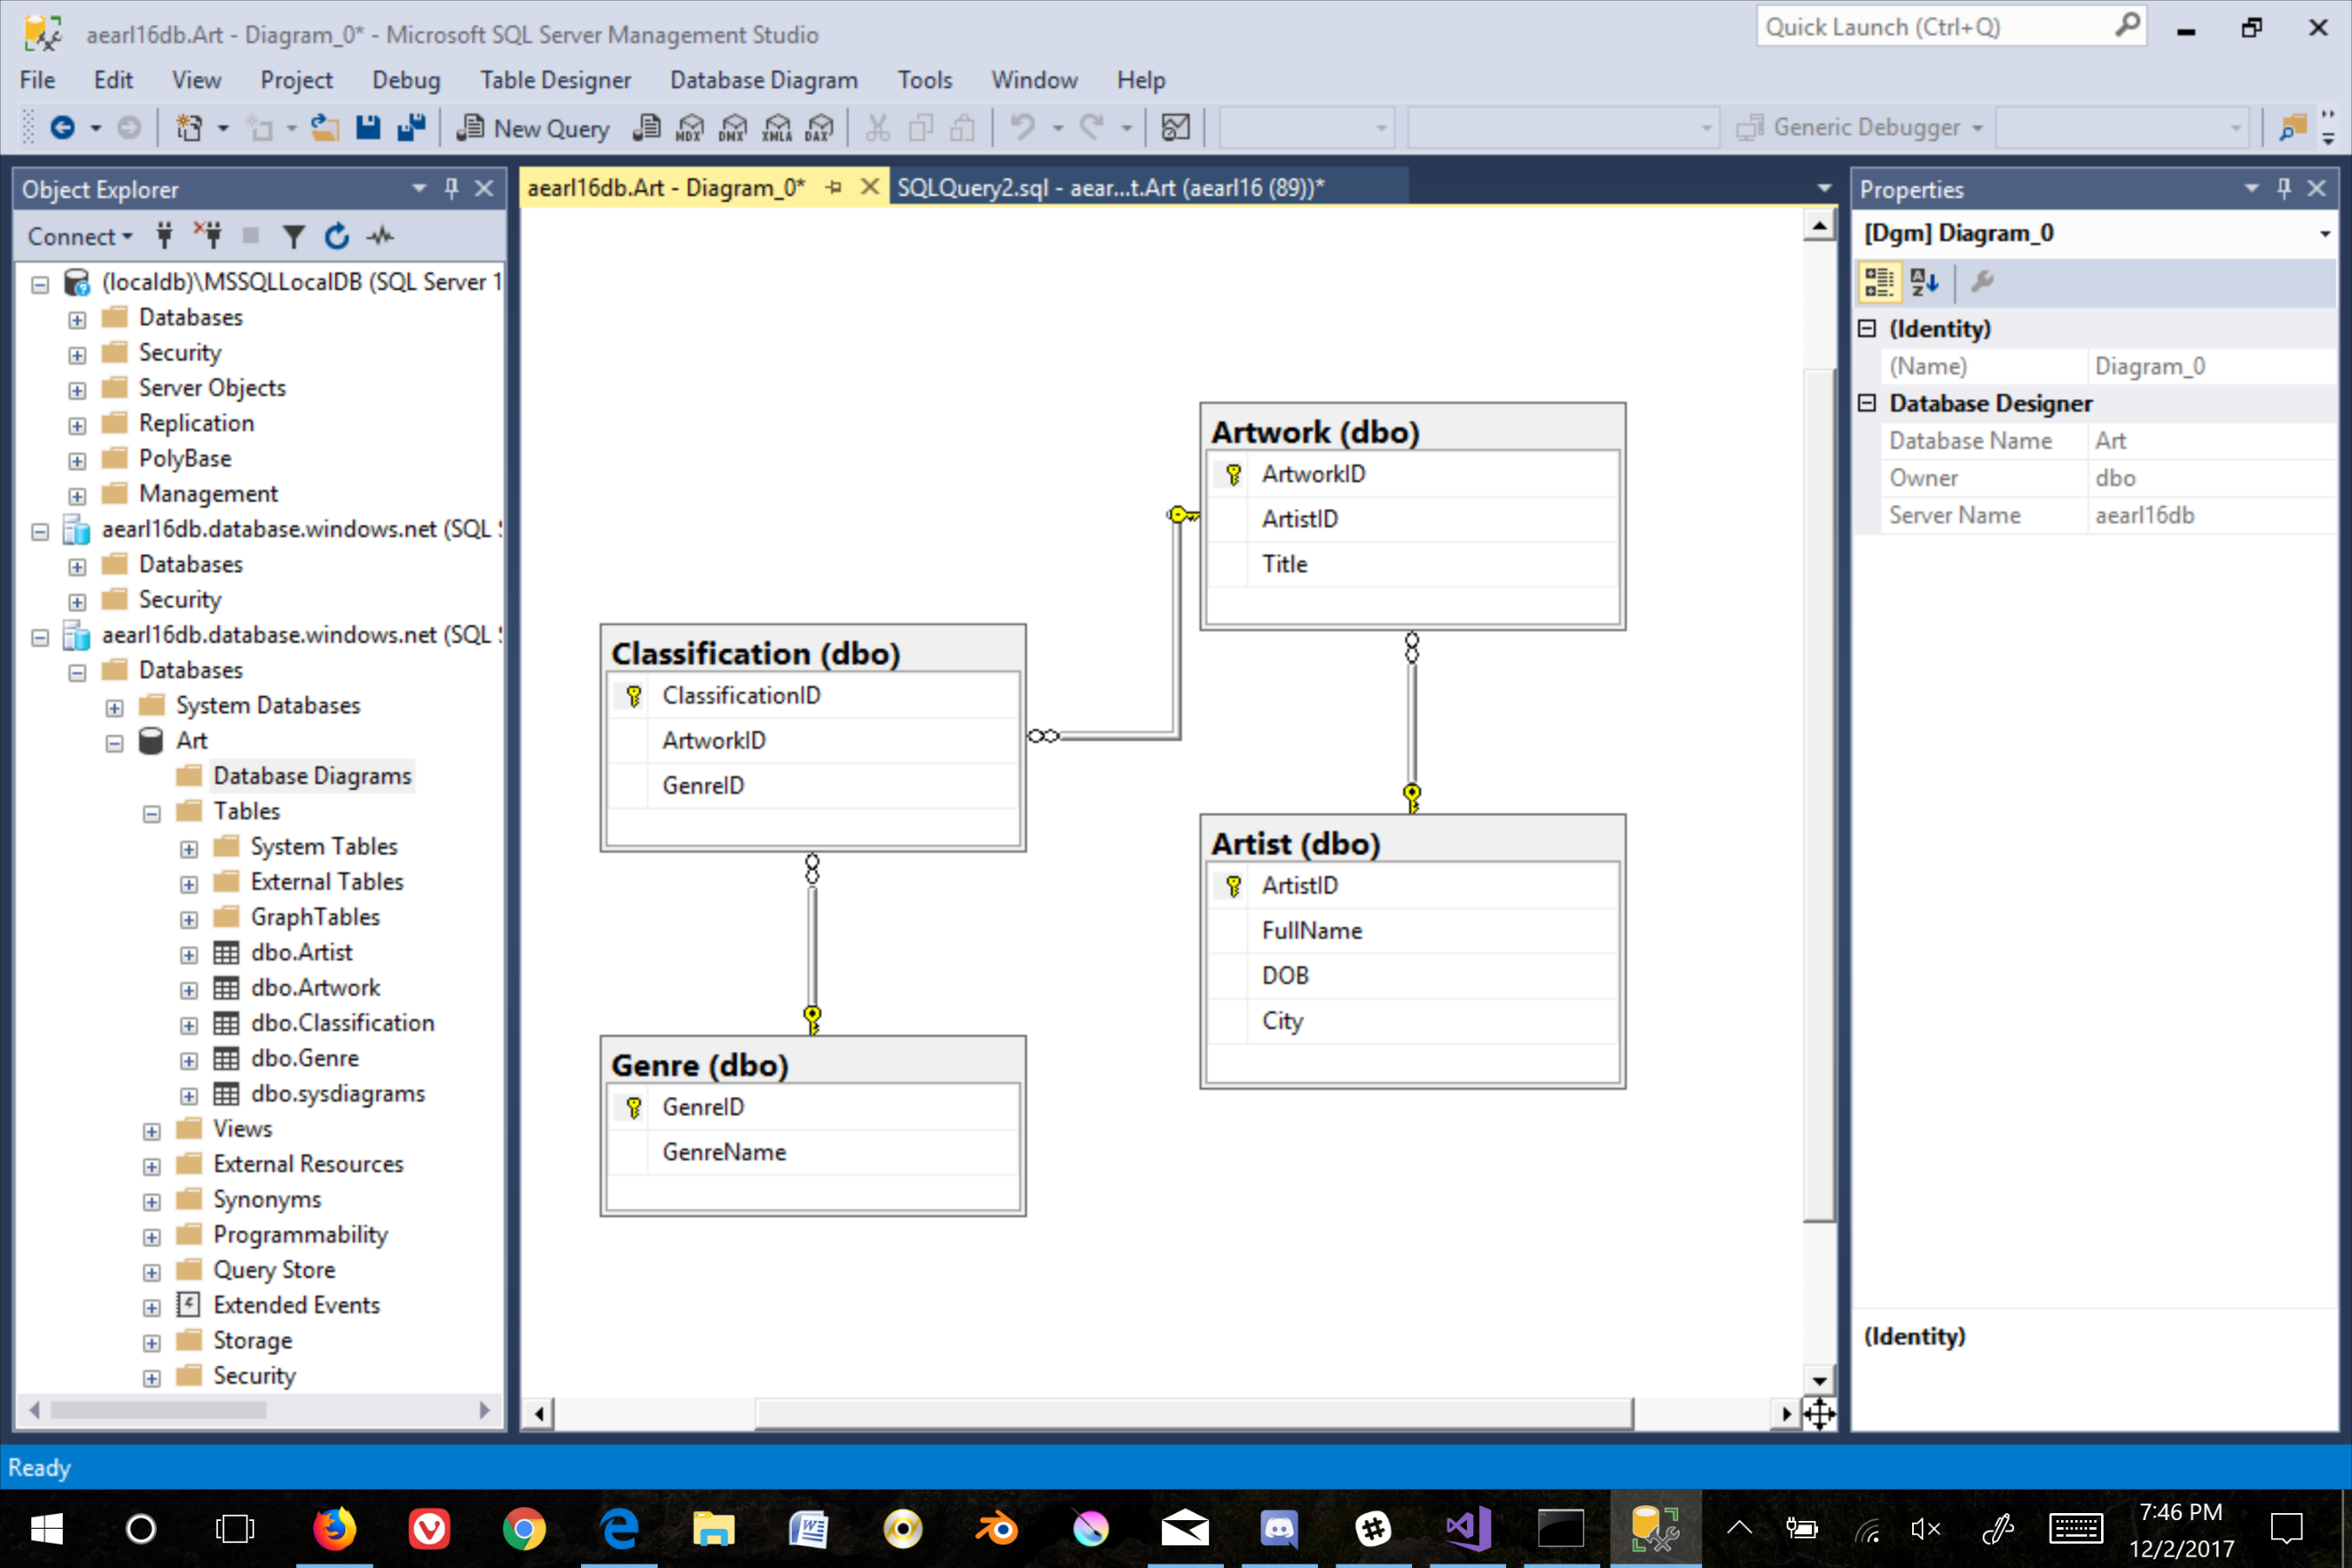 aearl16db.Art - Diagram_0* - Microsoft SQL Server Management Studio
Quick Launch (Ctrl+Q)
File Edit View Project Debug Table Designer Database Diagram Tools Window Help
New Query
MDX DMX XMLA DAX
Generic Debugger
Object Explorer
Connect
(localdb)\MSSQLLocalDB (SQL Server 1
Databases
Security
Server Objects
Replication
PolyBase
Management
aearl16db.database.windows.net (SQL S
Databases
Security
aearl16db.database.windows.net (SQL S
Databases
System Databases
Art
Database Diagrams
Tables
System Tables
External Tables
GraphTables
dbo.Artist
dbo.Artwork
dbo.Classification
dbo.Genre
dbo.sysdiagrams
Views
External Resources
Synonyms
Programmability
Query Store
Extended Events
Storage
Security
aearl16db.Art - Diagram_0*
SQLQuery2.sql - aear...t.Art (aearl16 (89))*
Artwork (dbo)
ArtworkID
ArtistID
Title
Classification (dbo)
ClassificationID
ArtworkID
GenreID
Artist (dbo)
ArtistID
FullName
DOB
City
Genre (dbo)
GenreID
GenreName
Properties
[Dgm] Diagram_0
(Identity)
(Name) Diagram_0
Database Designer
Database Name Art
Owner dbo
Server Name aearl16db
(Identity)
Ready
7:46 PM
12/2/2017